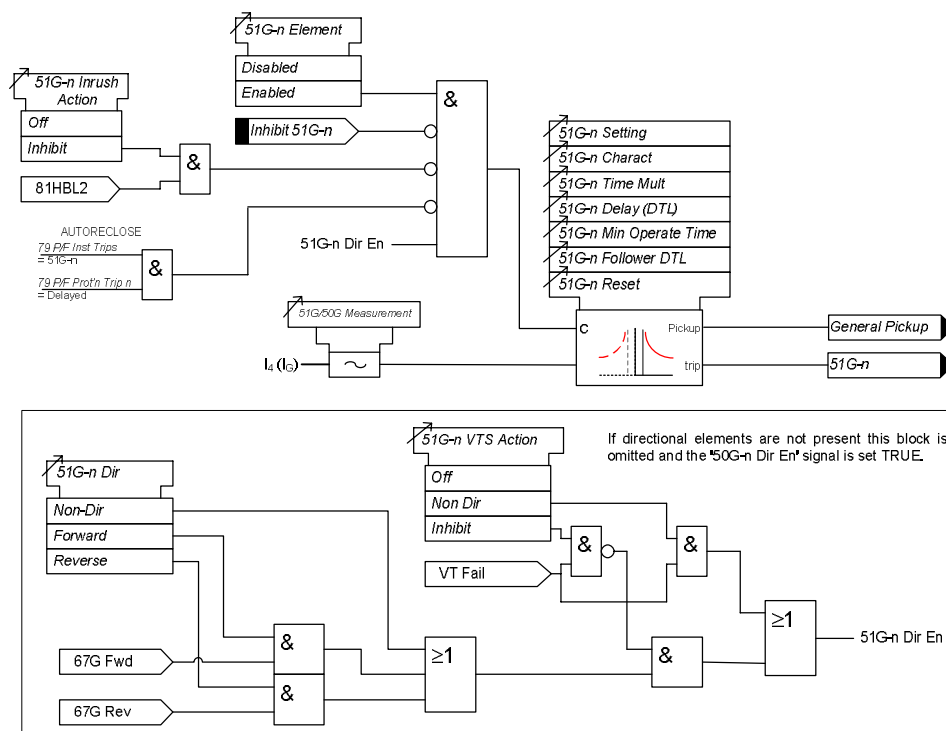 51G-n Element
Disabled
Enabled
51G-n Inrush
Action
Off
Inhibit
81HBL2
Inhibit 51G-n
&
&
AUTORECLOSE
79 P/F Inst Trips
= 51G-n
79 P/F Prot'n Trip n
= Delayed
&
51G-n Dir En
51G-n Setting
51G-n Charact
51G-n Time Mult
51G-n Delay (DTL)
51G-n Min Operate Time
51G-n Follower DTL
51G-n Reset
51G/50G Measurement
I4 (IG)
~
C
Pickup
trip
General Pickup
51G-n
51G-n Dir
Non-Dir
Forward
Reverse
67G Fwd
67G Rev
&
&
≥1
51G-n VTS Action
Off
Non Dir
Inhibit
VT Fail
&
&
&
≥1
51G-n Dir En
If directional elements are not present this block is
omitted and the "50G-n Dir En" signal is set TRUE.